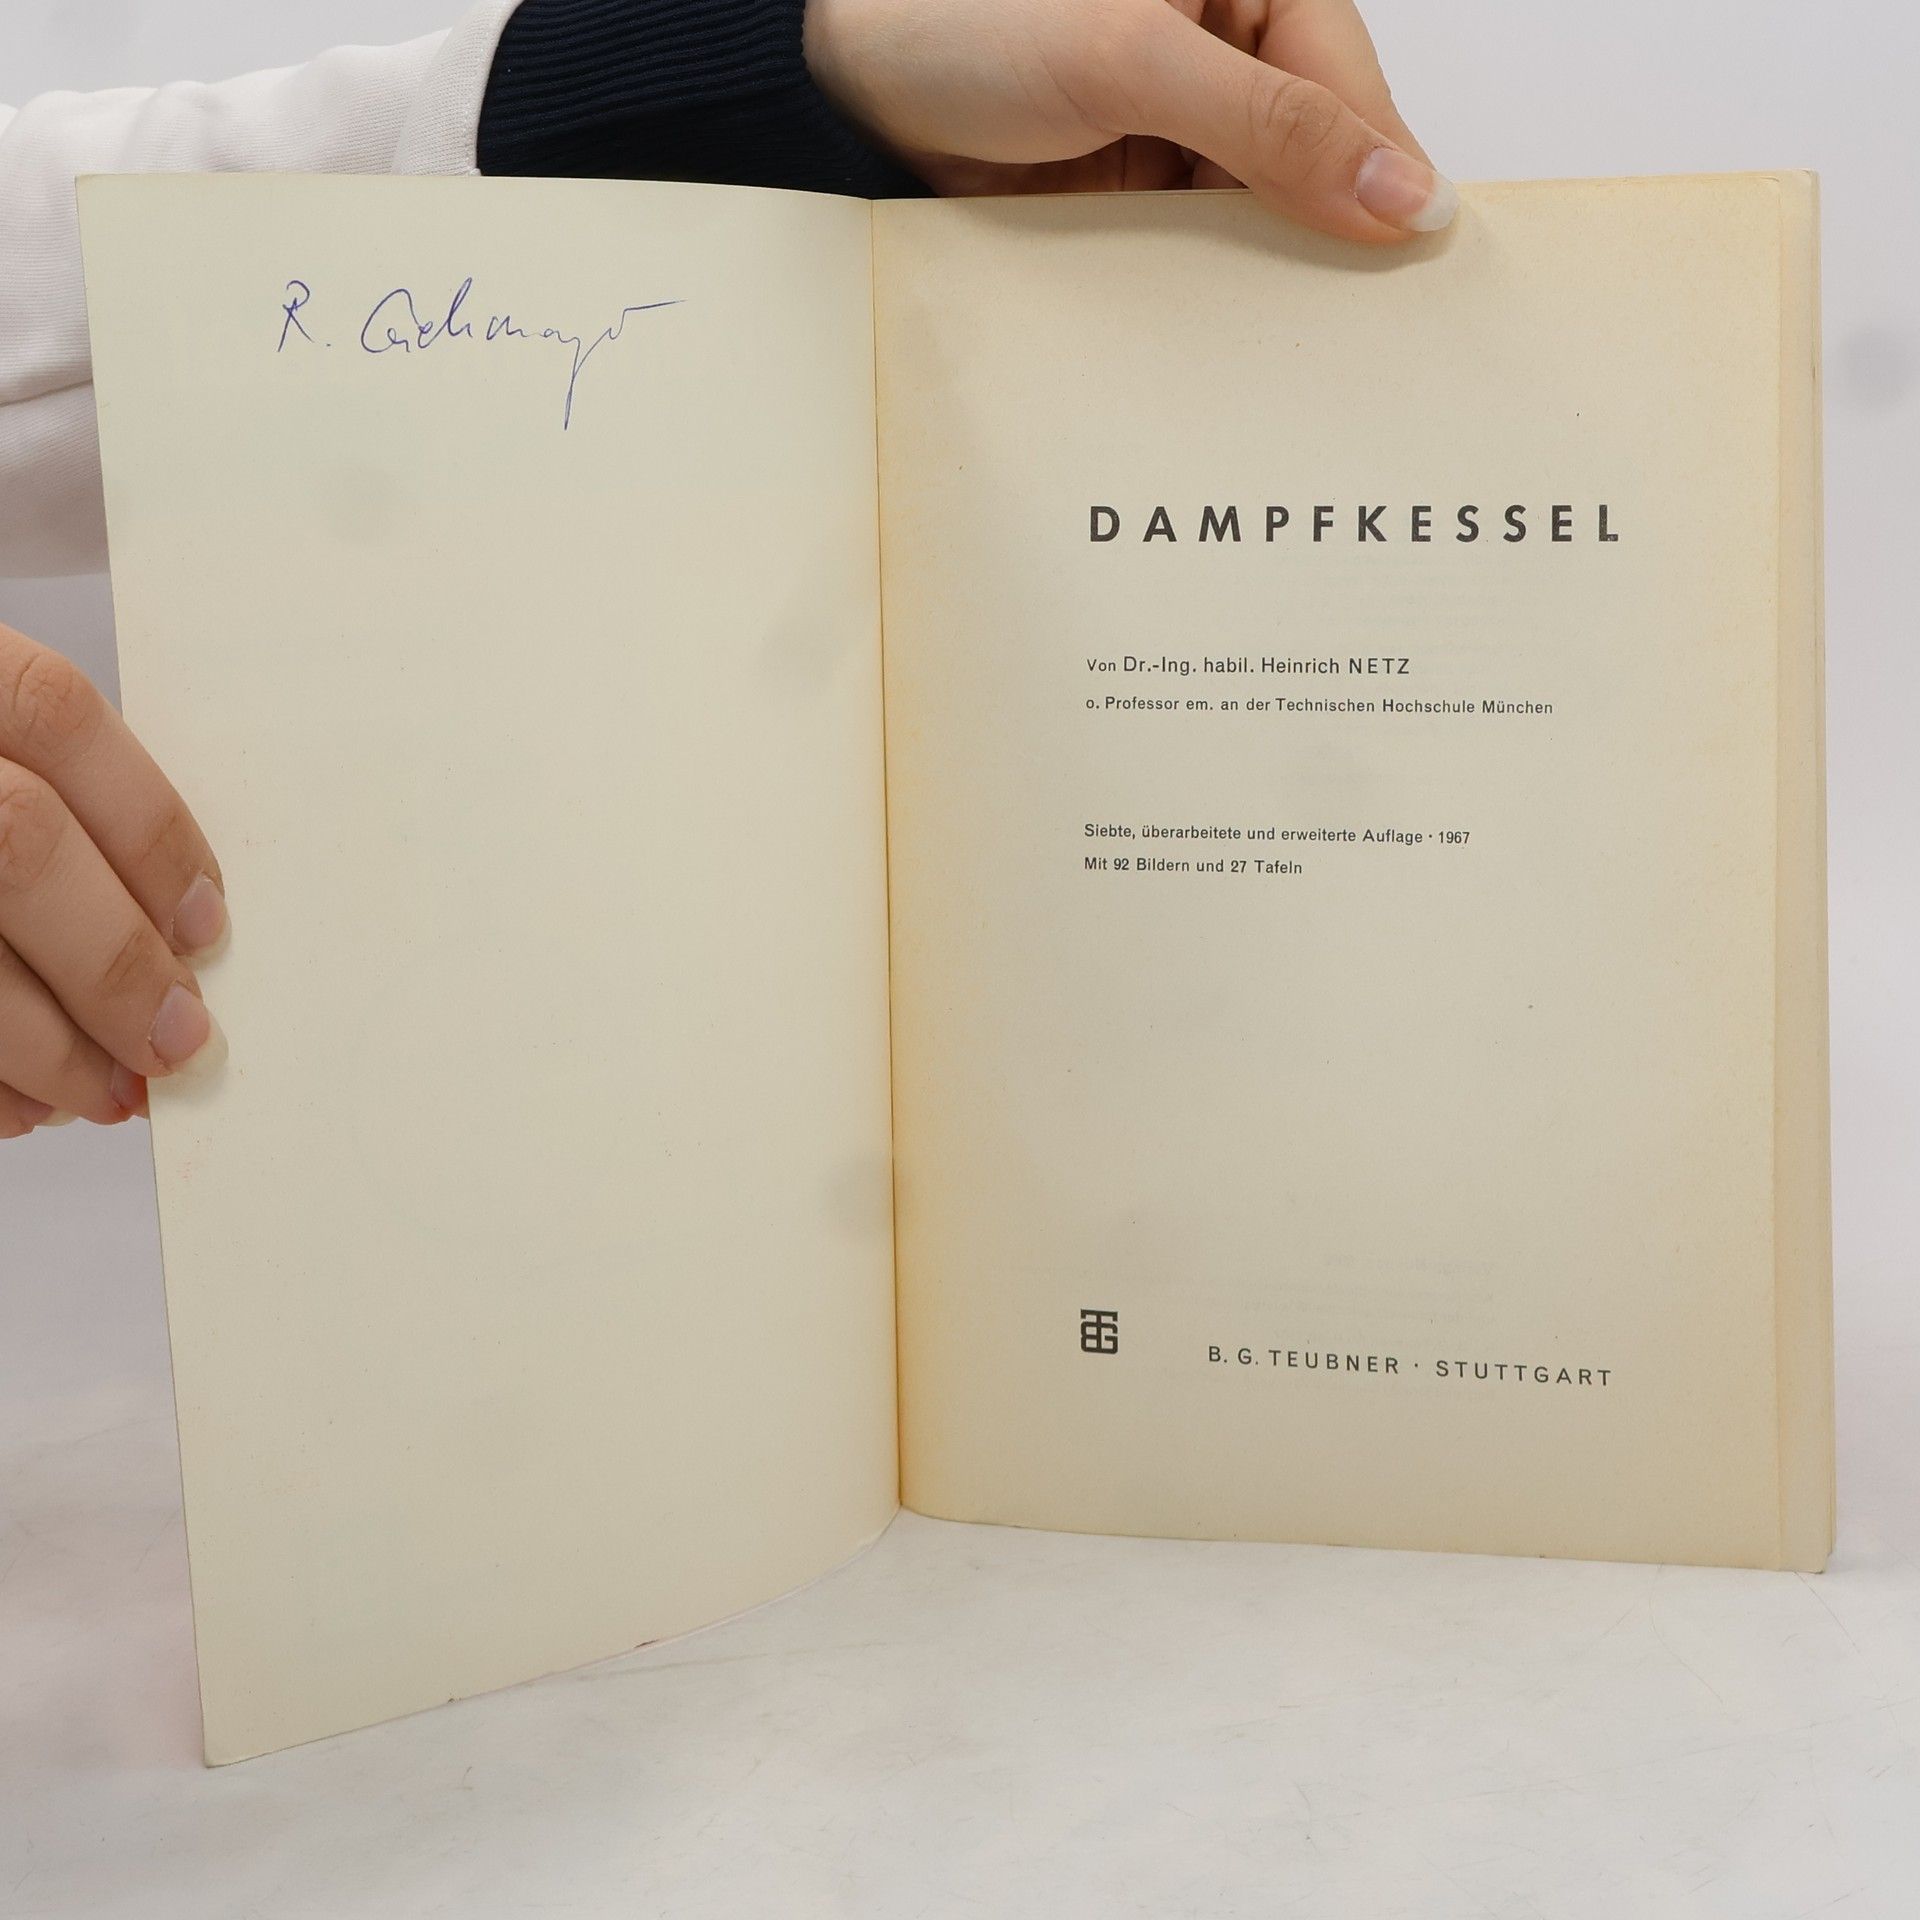 R.
DAMPFKESSEL
Von Dr.-Ing. habil. Heinrich NETZ
o. Professor em. an der Technischen Hochschule München
Siebte, überarbeitete und erweiterte Auflage · 1967
Mit 92 Bildern und 27 Tafeln
B. G. TEUBNER · STUTTGART